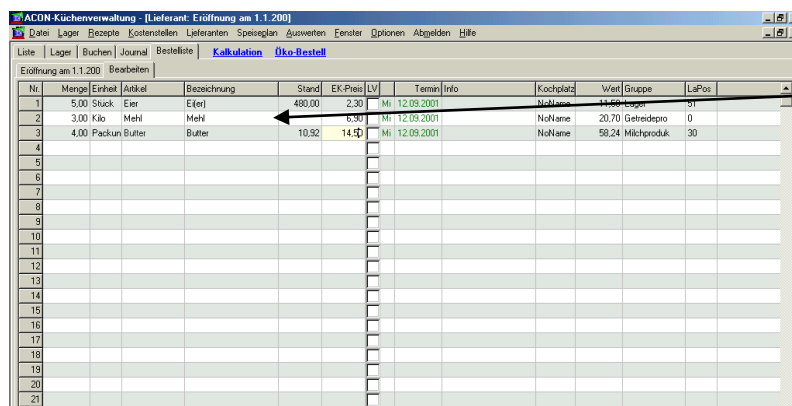 ACON-Küchenverwaltung - [Lieferant: Eröffnung am 1.1.200]
Datei Lager Rezepte Kostenstellen Lieferanten Speiseplan Auswerten Fenster Optionen Abmelden Hilfe
Liste Lager Buchen Journal Bestelliste Kalkulation Öko-Bestell
Eröffnung am 1.1.200 Bearbeiten
Nr. Menge Einheit Artikel Bezeichnung Stand EK-Preis LV Termin Info Kochplatz Wert Gruppe LaPos
1 5,00 Stück Eier Ei(er) 480,00 2,30 Mi 12.09.2001 NoName 11,50 Lager 51
2 3,00 Kilo Mehl Mehl 6,90 Mi 12.09.2001 NoName 20,70 Getreidepro 0
3 4,00 Packun Butter Butter 10,92 14,50 Mi 12.09.2001 NoName 58,24 Milchproduk 30
4
5
6
7
8
9
10
11
12
13
14
15
16
17
18
19
20
21